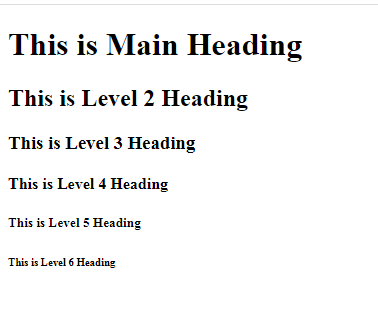 This is Main Heading
This is Level 2 Heading
This is Level 3 Heading
This is Level 4 Heading
This is Level 5 Heading
This is Level 6 Heading